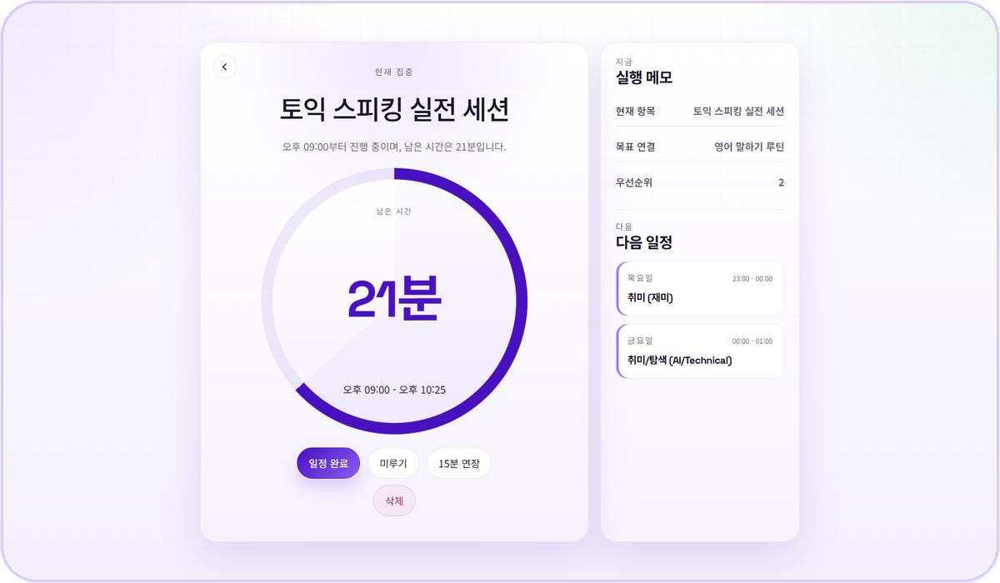 현재 집중
토익 스피킹 실전 세션
오후 09:00부터 진행 중이며, 남은 시간은 21분입니다.
남은 시간
21분
오후 09:00 - 오후 10:25
일정 완료
미루기
15분 연장
삭제
지금
실행 메모
현재 항목 토익 스피킹 실전 세션
목표 연결 영어 말하기 루틴
우선순위 2
다음
다음 일정
목요일 23:00 - 00:00
취미 (재미)
금요일 00:00 - 01:00
취미/탐색 (AI/Technical)